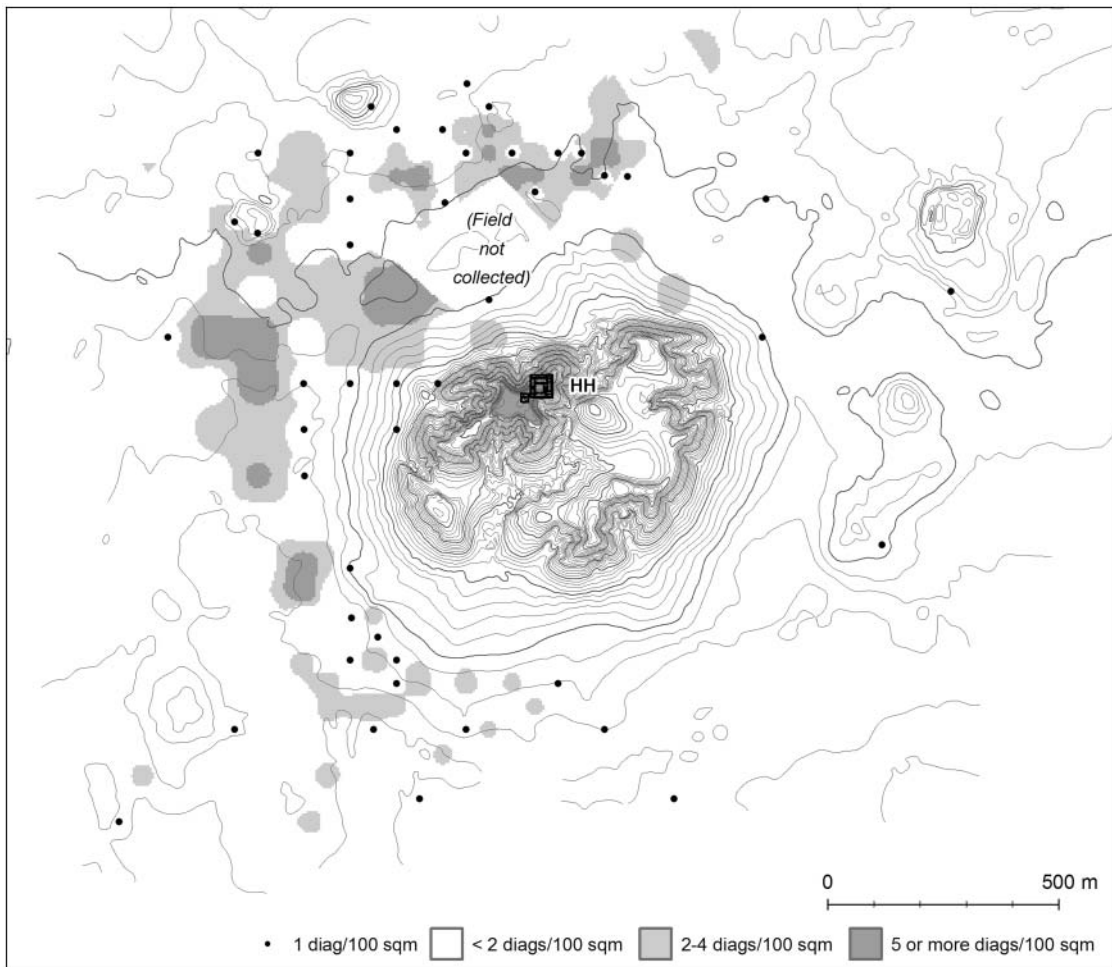 (Field
not
collected)
HH
0 500 m
1 diag/100 sqm < 2 diags/100 sqm 2-4 diags/100 sqm 5 or more diags/100 sqm